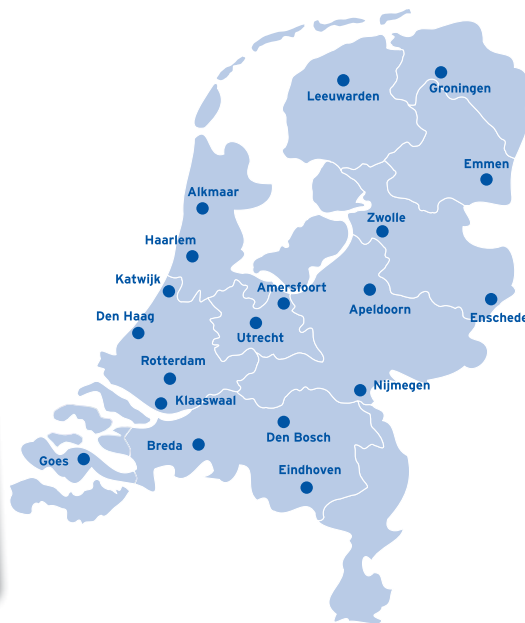 Groningen
Leeuwarden
Emmen
Alkmaar
Zwolle
Haarlem
Katwijk
Amersfoort
Apeldoorn
Den Haag
Enschede
Utrecht
Rotterdam
Nijmegen
Klaaswaal
Den Bosch
Breda
Goes
Eindhoven